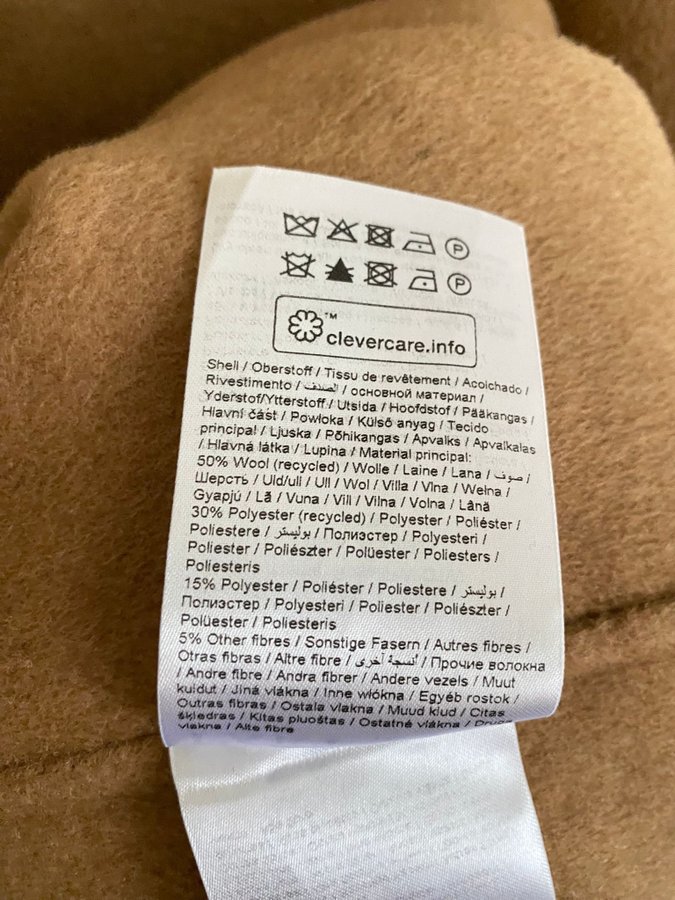 P
P
™
clevercare.info
Shell / Oberstoff / Tissu de revêtement / Acolchado /
Rivestimento / الصدف / основной материал /
Yderstof/Ytterstoff / Utsida / Hoofdstof / Pääkangas /
Hlavní část / Powłoka / Külső anyag / Tecido
principal / Ljuska / Põhikangas / Apvalks / Apvalkalas
/ Hlavná látka / Lupina / Material principal:
50% Wool (recycled) / Wolle / Laine / Lana / صوف /
Шерсть / Uld/ull / Ull / Wol / Villa / Vlna / Wełna /
Gyapjú / Lã / Vuna / Vill / Vilna / Volna / Lână
30% Polyester (recycled) / Polyester / Poliéster /
Poliestere / بوليستر / Полиэстер / Polyesteri /
Poliester / Poliészter / Polüester / Poliesters /
Poliesteris
15% Polyester / Poliéster / Poliestere / بوليستر /
Полиэстер / Polyesteri / Poliester / Poliészter /
Polüester / Poliesteris
5% Other fibres / Sonstige Fasern / Autres fibres /
Otras fibras / Altre fibre / أنسجة أخرى / Прочие волокна
/ Andre fibre / Andra fibrer / Andere vezels / Muut
kuidut / Jiná vlákna / Inne włókna / Egyéb rostok /
Outras fibras / Ostala vlakna / Muud kiud / Citas
šķiedras / Kitas pluoštas / Ostatné vlákna / Druga
vlakna / Alte fibre